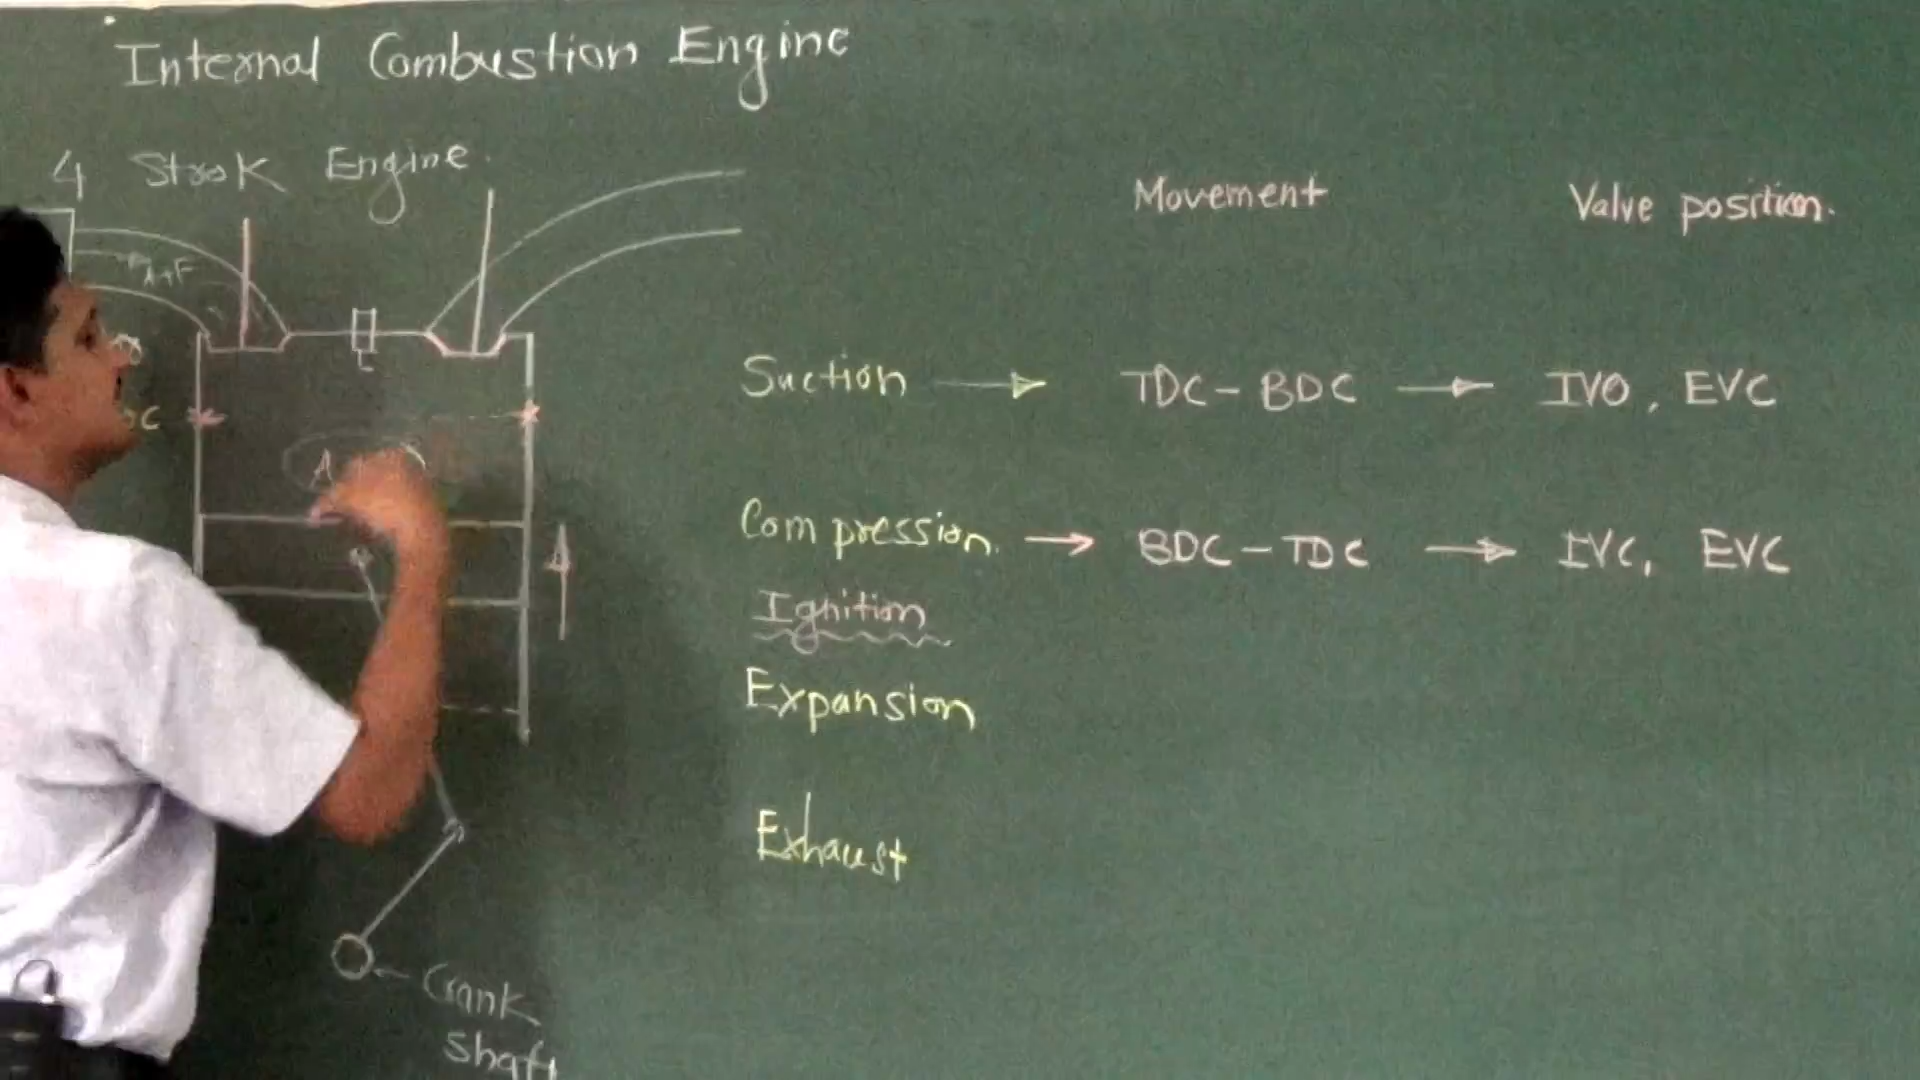 Internal Combustion Engine
4 Strok Engine.
Movement Valve position.
A+F
Suction → TDC - BDC → IVO, EVC
Compression. → BDC - TDC → IVC, EVC
Ignition
Expansion
Exhaust
Crank
Shaft